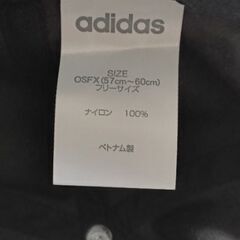 adidas
SIZE
OSFX(57cm～60cm)
フリーサイズ
ナイロン 100%
ベトナム製